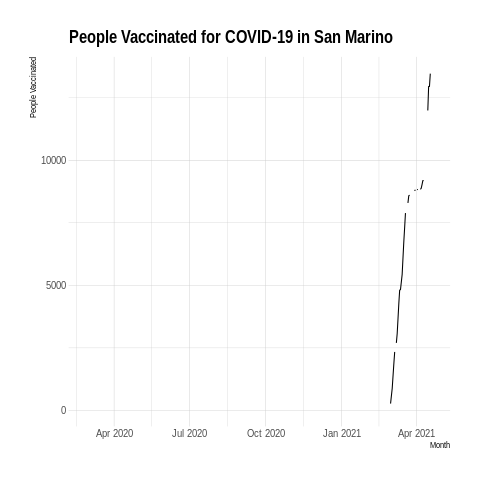 People Vaccinated for COVID-19 in San Marino
People Vaccinated
10000
5000
0
Apr 2020
Jul 2020
Oct 2020
Jan 2021
Apr 2021
Month